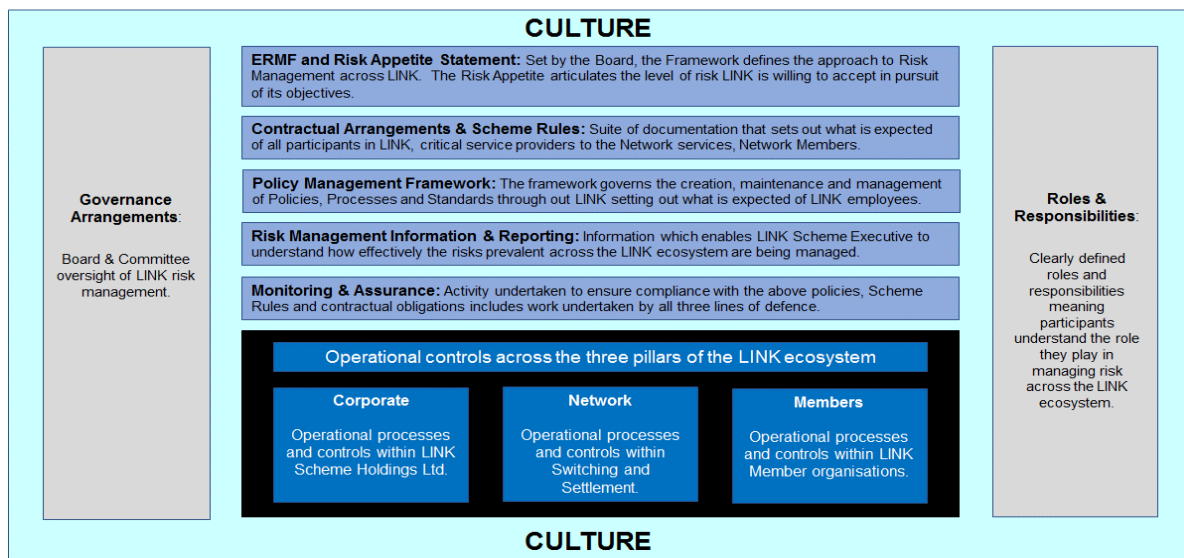 CULTURE
Governance
Arrangements:
Board & Committee
oversight of LINK risk
management.
ERMF and Risk Appetite Statement: Set by the Board, the Framework defines the approach to Risk
Management across LINK. The Risk Appetite articulates the level of risk LINK is willing to accept in pursuit
of its objectives.
Contractual Arrangements & Scheme Rules: Suite of documentation that sets out what is expected
of all participants in LINK, critical service providers to the Network services, Network Members.
Policy Management Framework: The framework governs the creation, maintenance and management
of Policies, Processes and Standards through out LINK setting out what is expected of LINK employees.
Risk Management Information & Reporting: Information which enables LINK Scheme Executive to
understand how effectively the risks prevalent across the LINK ecosystem are being managed.
Monitoring & Assurance: Activity undertaken to ensure compliance with the above policies, Scheme
Rules and contractual obligations includes work undertaken by all three lines of defence.
Operational controls across the three pillars of the LINK ecosystem
Corporate
Operational processes
and controls within LINK
Scheme Holdings Ltd.
Network
Operational processes
and controls within
Switching and
Settlement.
Members
Operational processes
and controls within LINK
Member organisations.
Roles &
Responsibilities:
Clearly defined
roles and
responsibilities
meaning
participants
understand the role
they play in
managing risk
across the LINK
ecosystem.
CULTURE